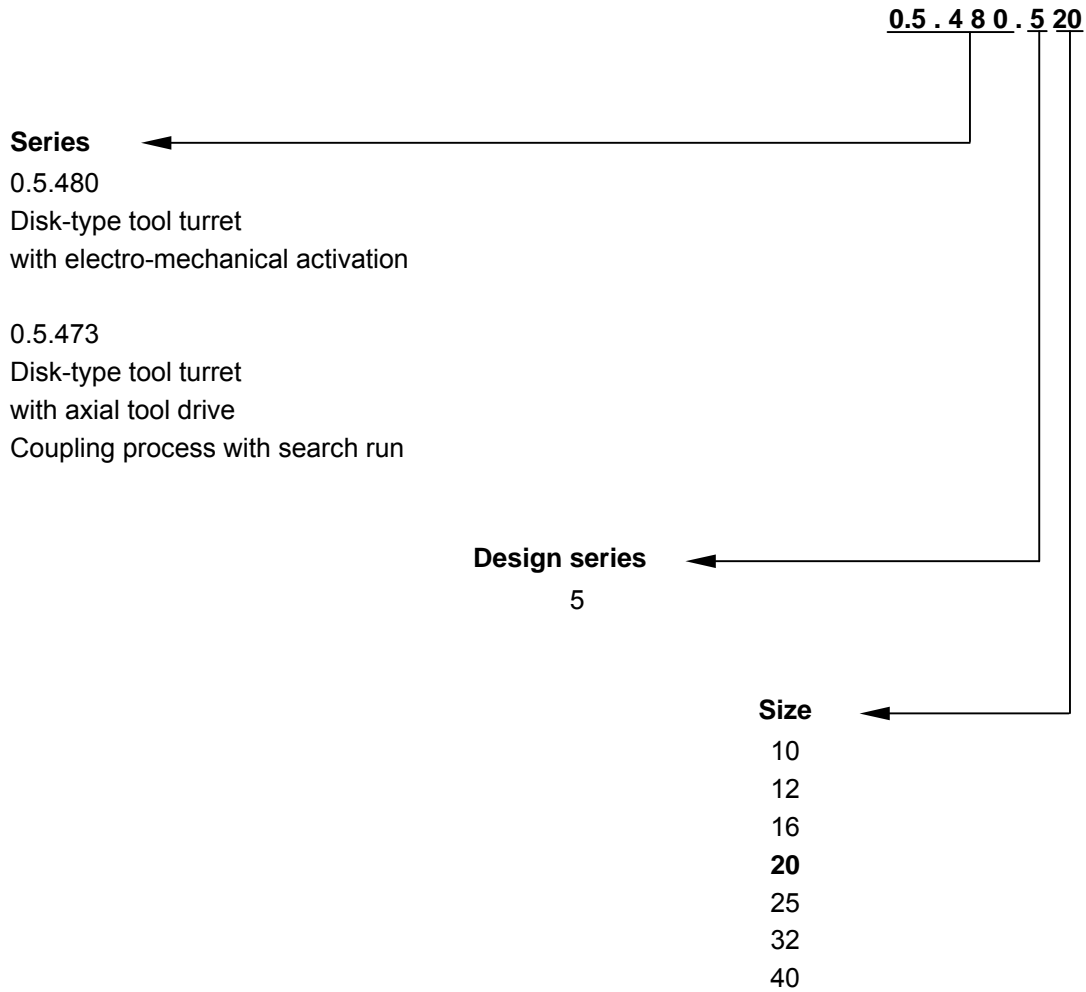 0.5 . 4 8 0 . 5 20
Series
0.5.480
Disk-type tool turret
with electro-mechanical activation
0.5.473
Disk-type tool turret
with axial tool drive
Coupling process with search run
Design series
5
Size
10
12
16
20
25
32
40